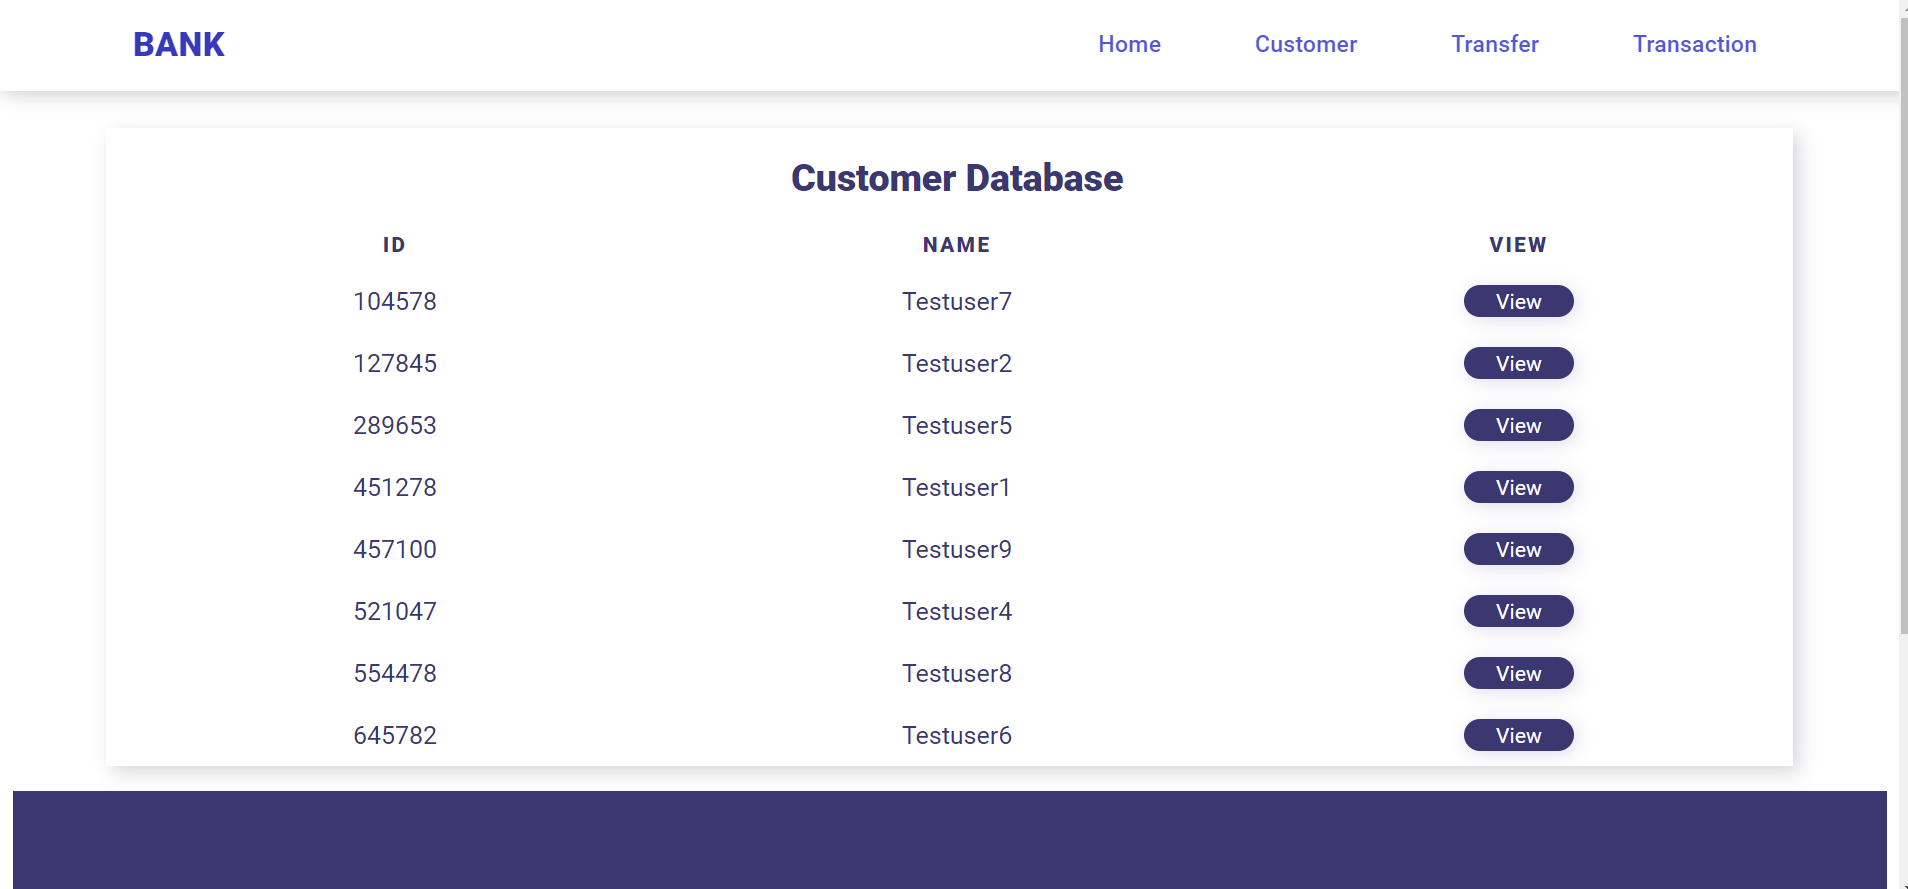 BANK Home Customer Transfer Transaction
Customer Database
ID NAME VIEW
104578 Testuser7 View
127845 Testuser2 View
289653 Testuser5 View
451278 Testuser1 View
457100 Testuser9 View
521047 Testuser4 View
554478 Testuser8 View
645782 Testuser6 View